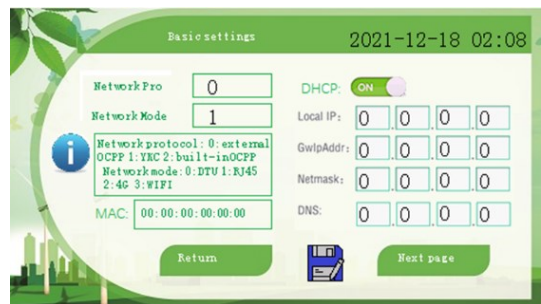 Basic settings
2021-12-18 02:08
Network Pro 0
DHCP: ON
Network Mode 1
Local IP: 0.0.0.0
Network protocol: 0:external
OCPP 1:YKC 2:built-inOCPP
Network mode:0:DTU 1:RJ45
2:4G 3:WIFI
GwIpAddr: 0.0.0.0
Netmask: 0.0.0.0
MAC: 00:00:00:00:00:00
DNS: 0.0.0.0
Return
Next page